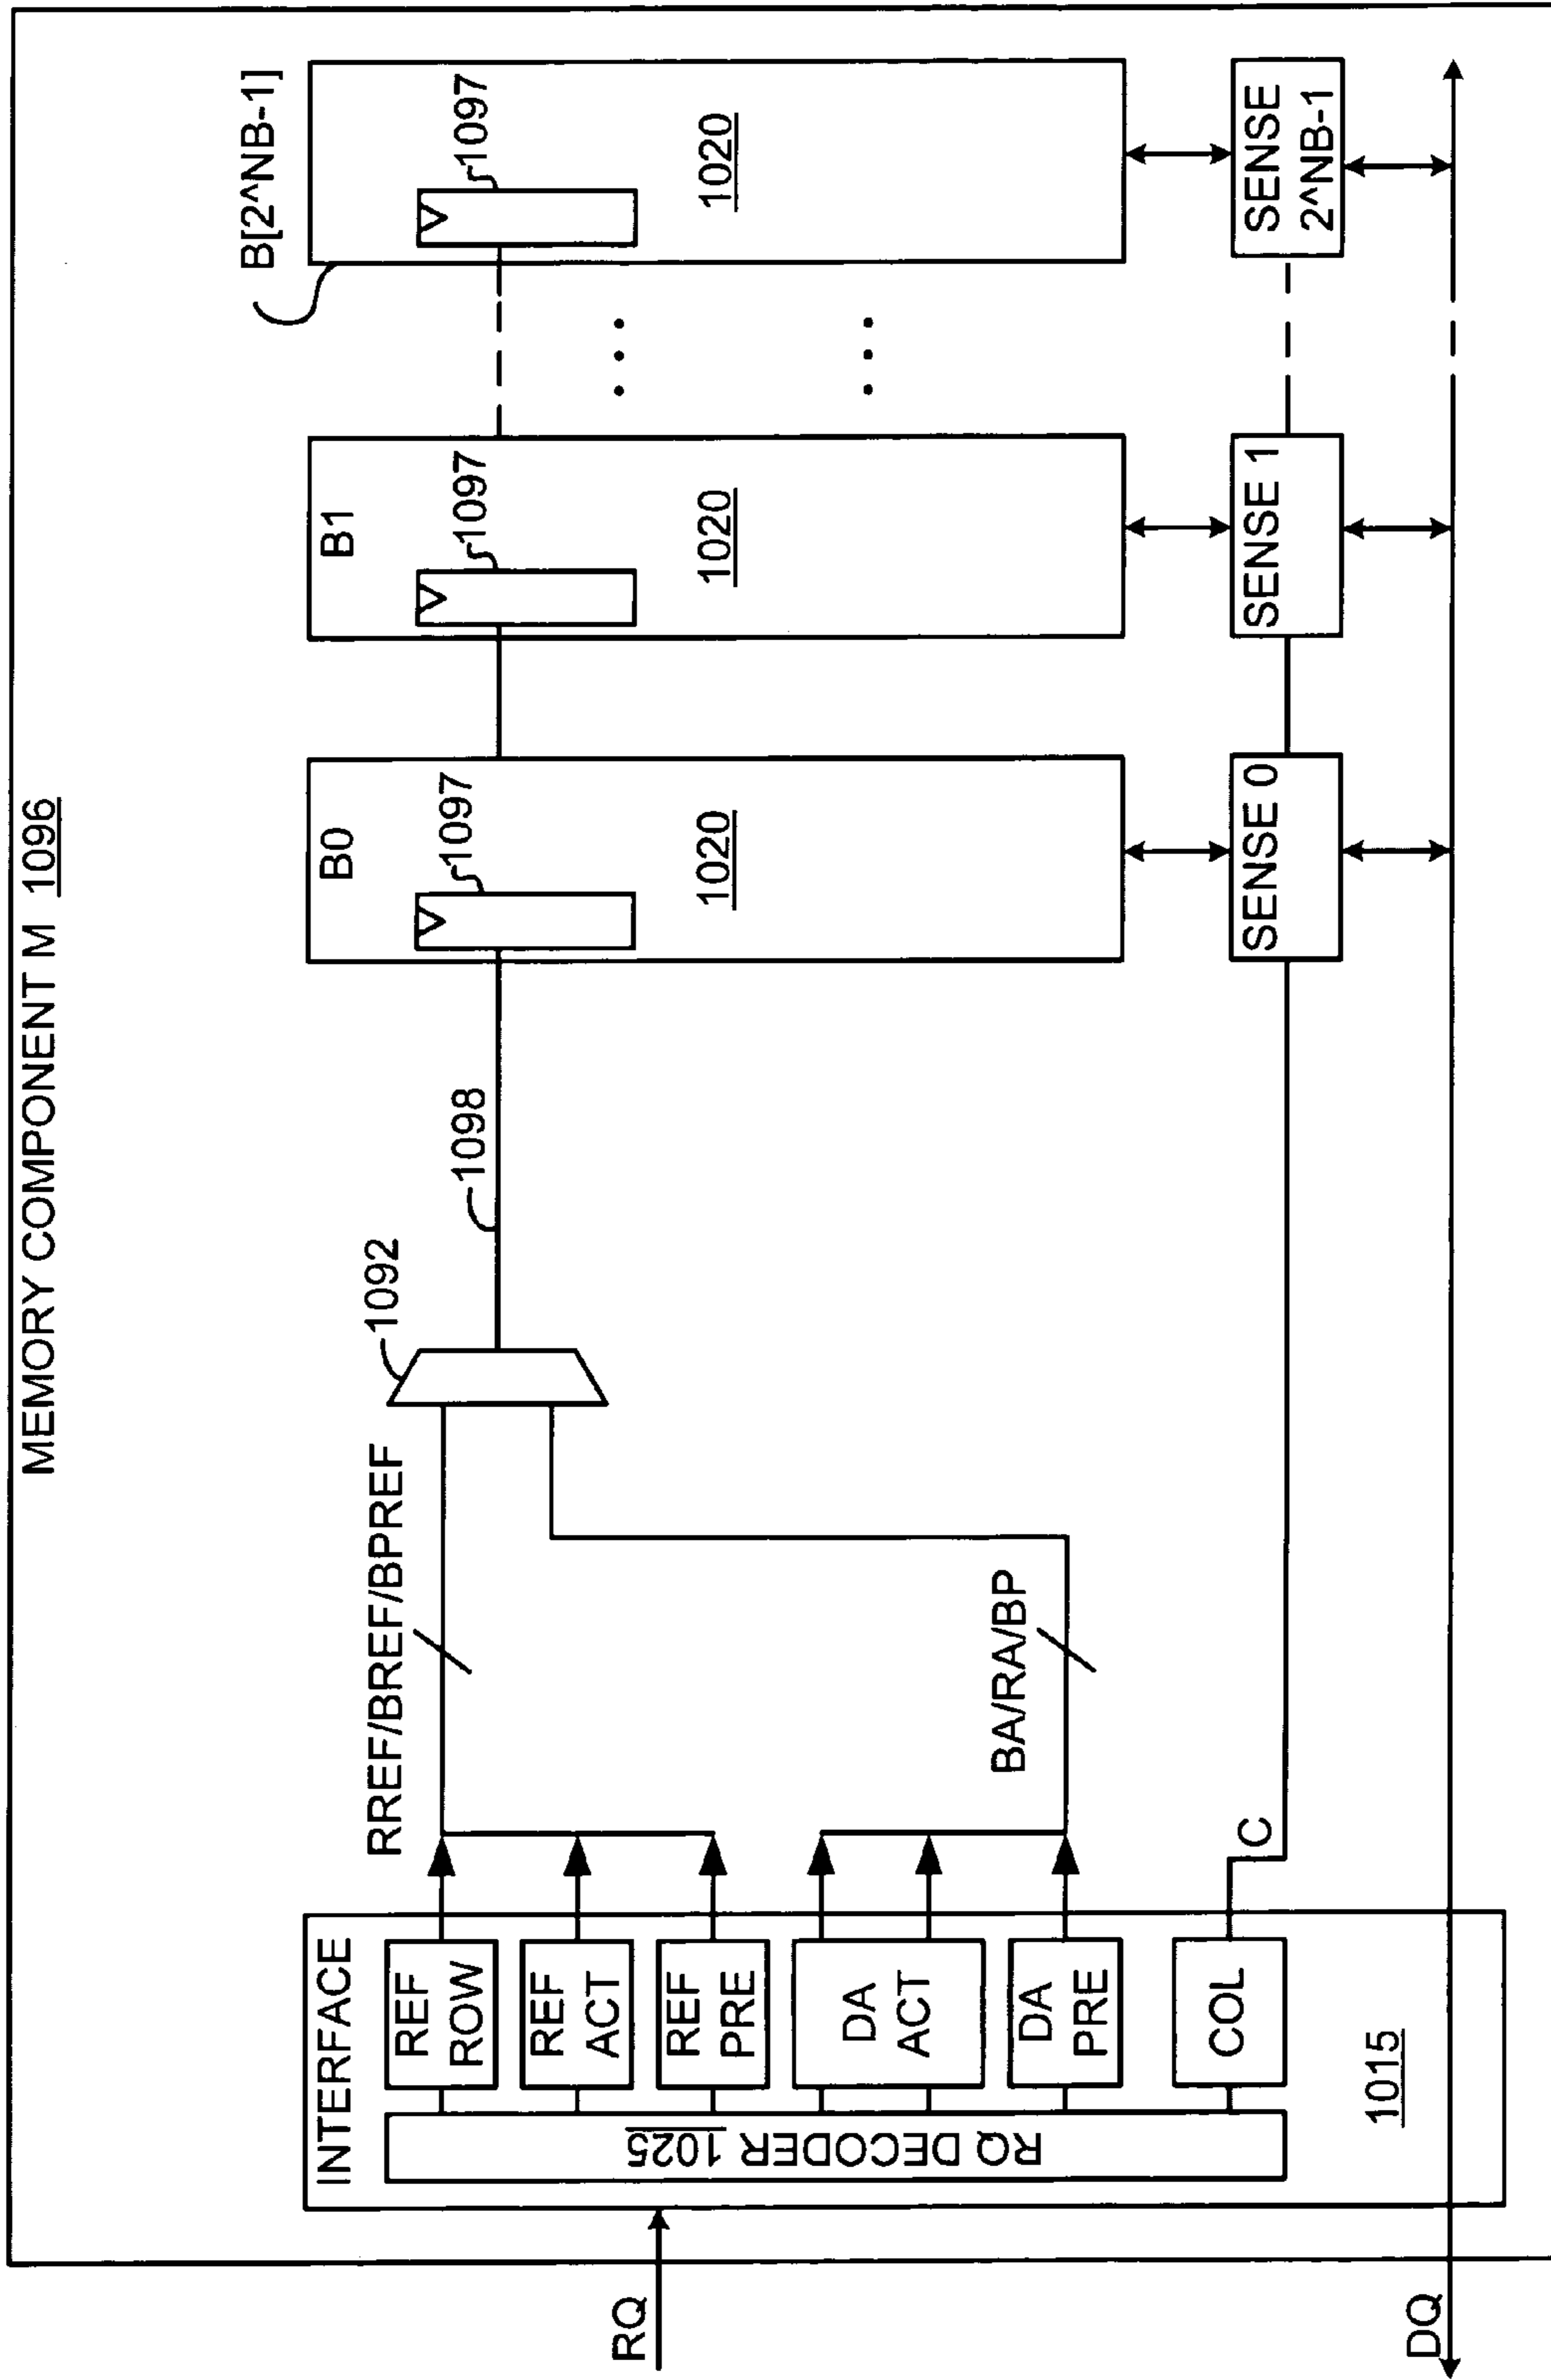 MEMORY COMPONENT M 1096
INTERFACE
RQ DECODER 1025
REF
ROW
REF
ACT
REF
PRE
DA
ACT
DA
PRE
COL
1015
RQ
DQ
RREF/BREF/BPREF
BA/RA/BP
C
1092
1098
B0
1097
1020
SENSE 0
B1
1097
1020
SENSE 1
B[2^NB-1]
1097
1020
SENSE
2^NB-1